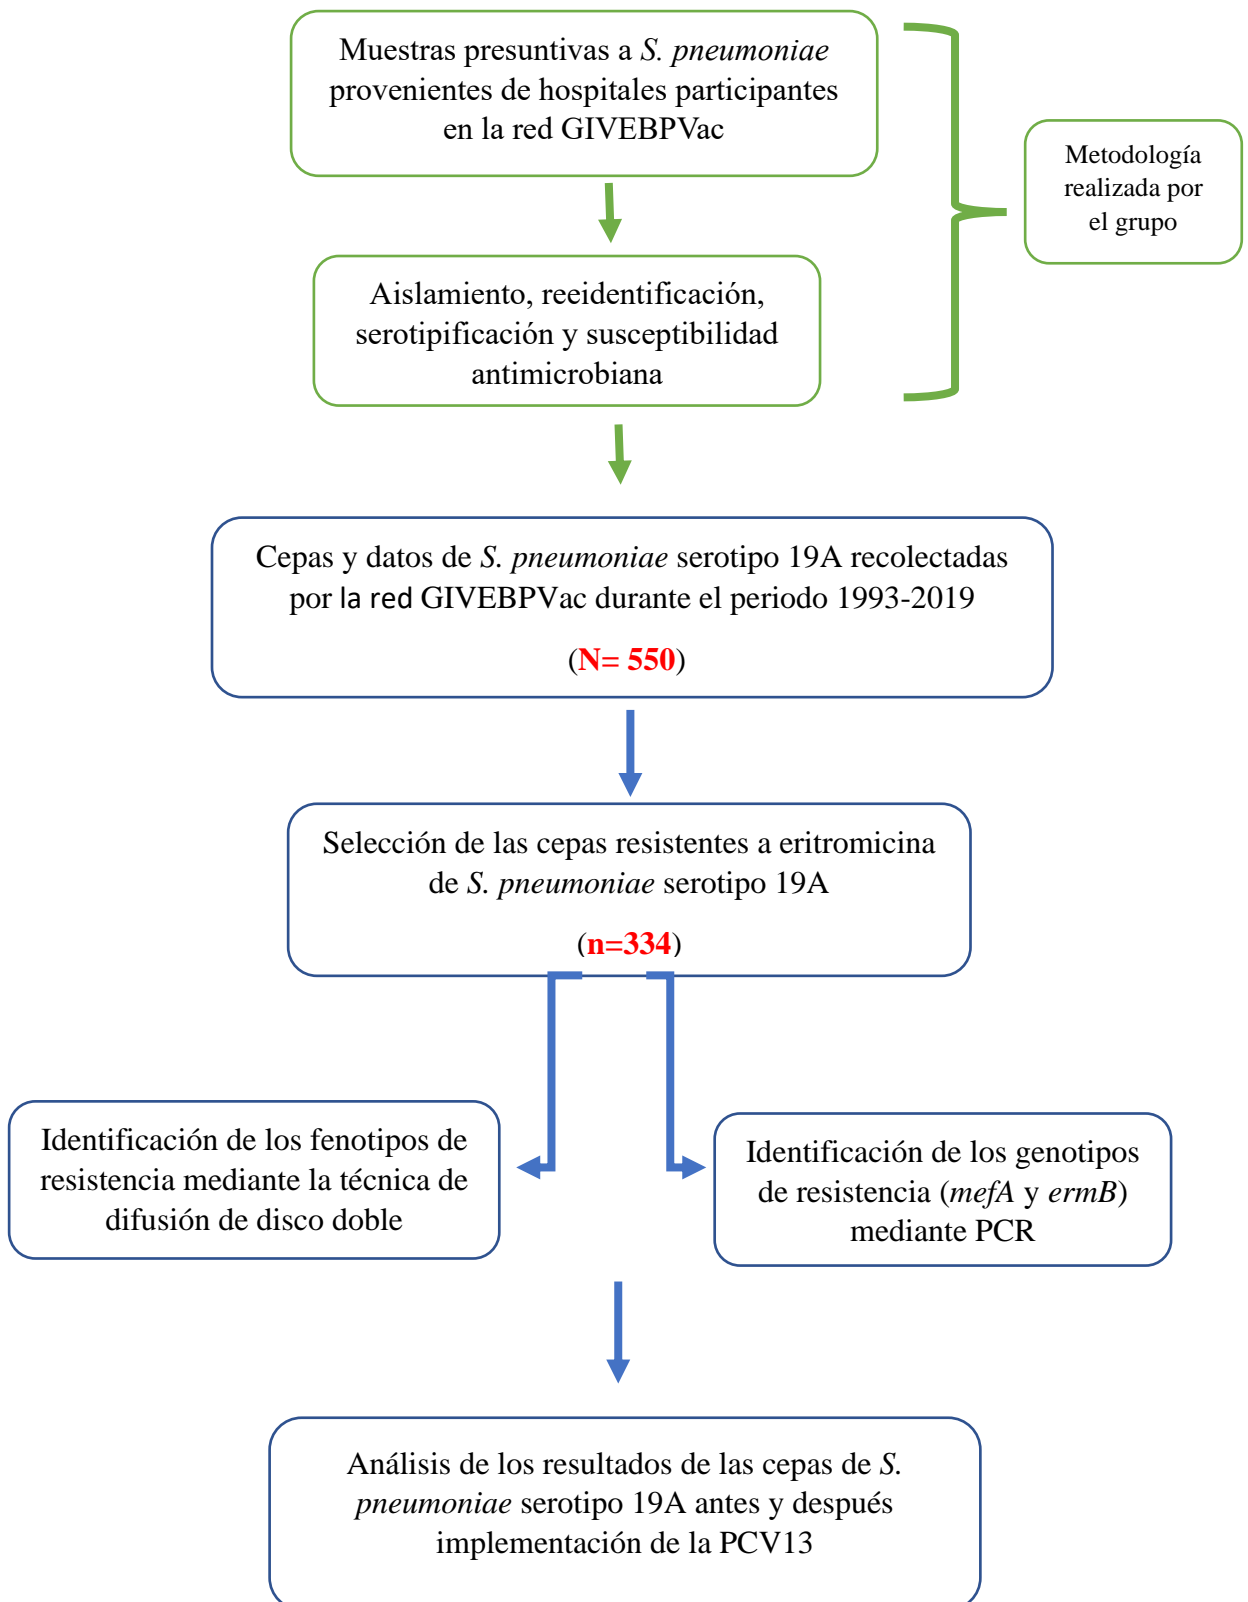 Muestras presuntivas a S. pneumoniae
provenientes de hospitales participantes
en la red GIVEBPVac
Metodología
realizada por
el grupo
Aislamiento, reeidentificación,
serotipificación y susceptibilidad
antimicrobiana
Cepas y datos de S. pneumoniae serotipo 19A recolectadas
por la red GIVEBPVac durante el periodo 1993-2019
(N= 550)
Selección de las cepas resistentes a eritromicina
de S. pneumoniae serotipo 19A
(n=334)
Identificación de los fenotipos de
resistencia mediante la técnica de
difusión de disco doble
Identificación de los genotipos
de resistencia (mefA y ermB)
mediante PCR
Análisis de los resultados de las cepas de S.
pneumoniae serotipo 19A antes y después
implementación de la PCV13